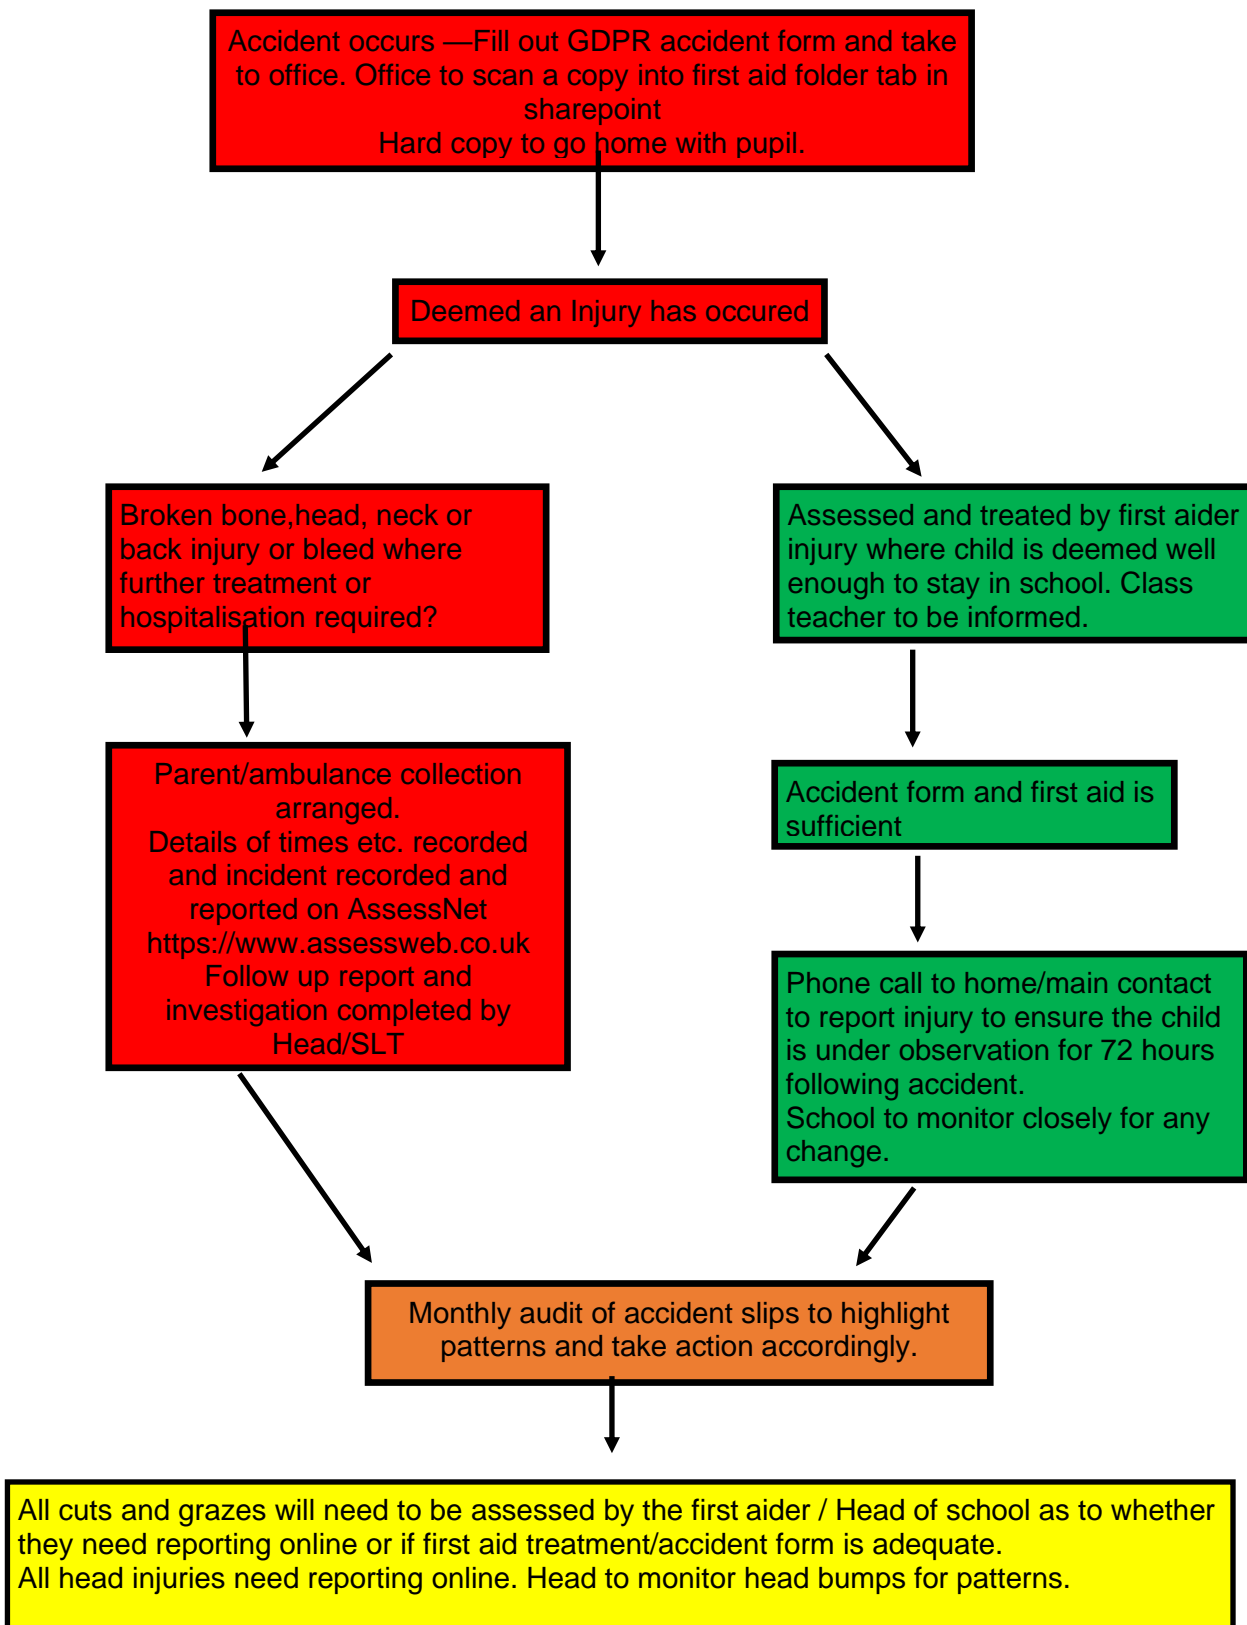 Accident occurs —Fill out GDPR accident form and take
to office. Office to scan a copy into first aid folder tab in
sharepoint
Hard copy to go home with pupil.
Deemed an Injury has occured
Broken bone,head, neck or
back injury or bleed where
further treatment or
hospitalisation required?
Assessed and treated by first aider
injury where child is deemed well
enough to stay in school. Class
teacher to be informed.
Parent/ambulance collection
arranged.
Details of times etc. recorded
and incident recorded and
reported on AssessNet
https://www.assessweb.co.uk
Follow up report and
investigation completed by
Head/SLT
Accident form and first aid is
sufficient
Phone call to home/main contact
to report injury to ensure the child
is under observation for 72 hours
following accident.
School to monitor closely for any
change.
Monthly audit of accident slips to highlight
patterns and take action accordingly.
All cuts and grazes will need to be assessed by the first aider / Head of school as to whether
they need reporting online or if first aid treatment/accident form is adequate.
All head injuries need reporting online. Head to monitor head bumps for patterns.